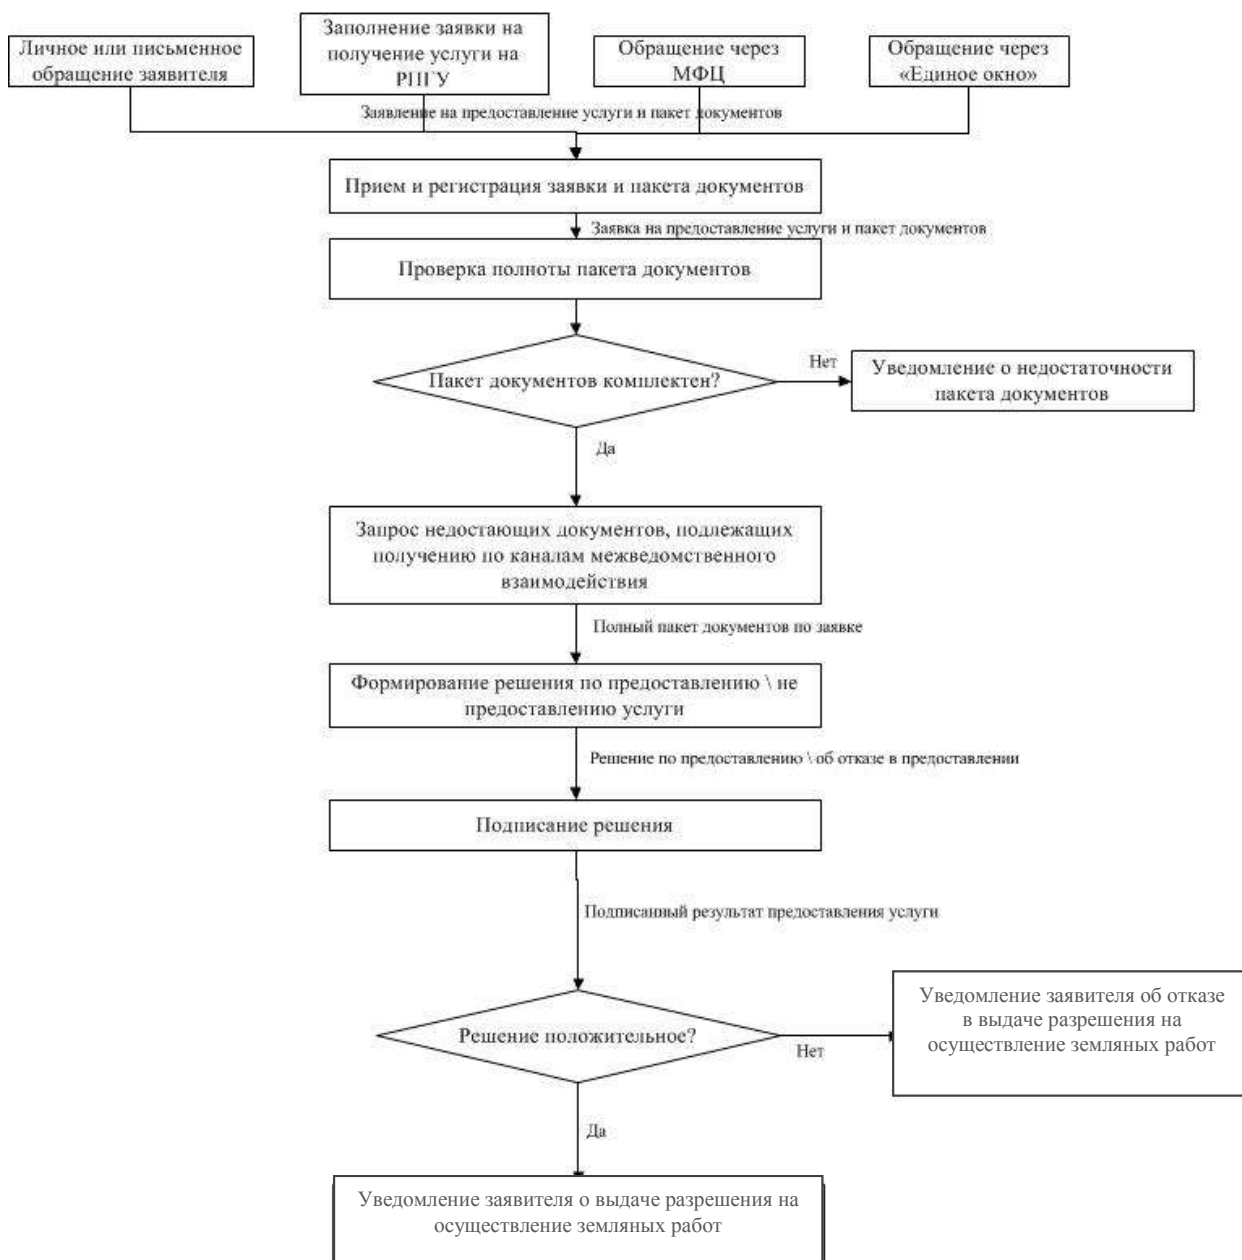 Личное или письменное
обращение заявителя
Заполнение заявки на
получение услуги на
РПГУ
Обращение через
МФЦ
Обращение через
«Единое окно»
Заявление на предоставление услуги и пакет документов
Прием и регистрация заявки и пакета документов
Заявка на предоставление услуги и пакет документов
Проверка полноты пакета документов
Пакет документов комплектен?
Нет
Уведомление о недостаточности
пакета документов
Да
Запрос недостающих документов, подлежащих
получению по каналам межведомственного
взаимодействия
Полный пакет документов по заявке
Формирование решения по предоставлению \ не
предоставлению услуги
Решение по предоставлению \ об отказе в предоставлении
Подписание решения
Подписанный результат предоставления услуги
Решение положительное?
Нет
Уведомление заявителя об отказе
в выдаче разрешения на
осуществление земляных работ
Да
Уведомление заявителя о выдаче разрешения на
осуществление земляных работ